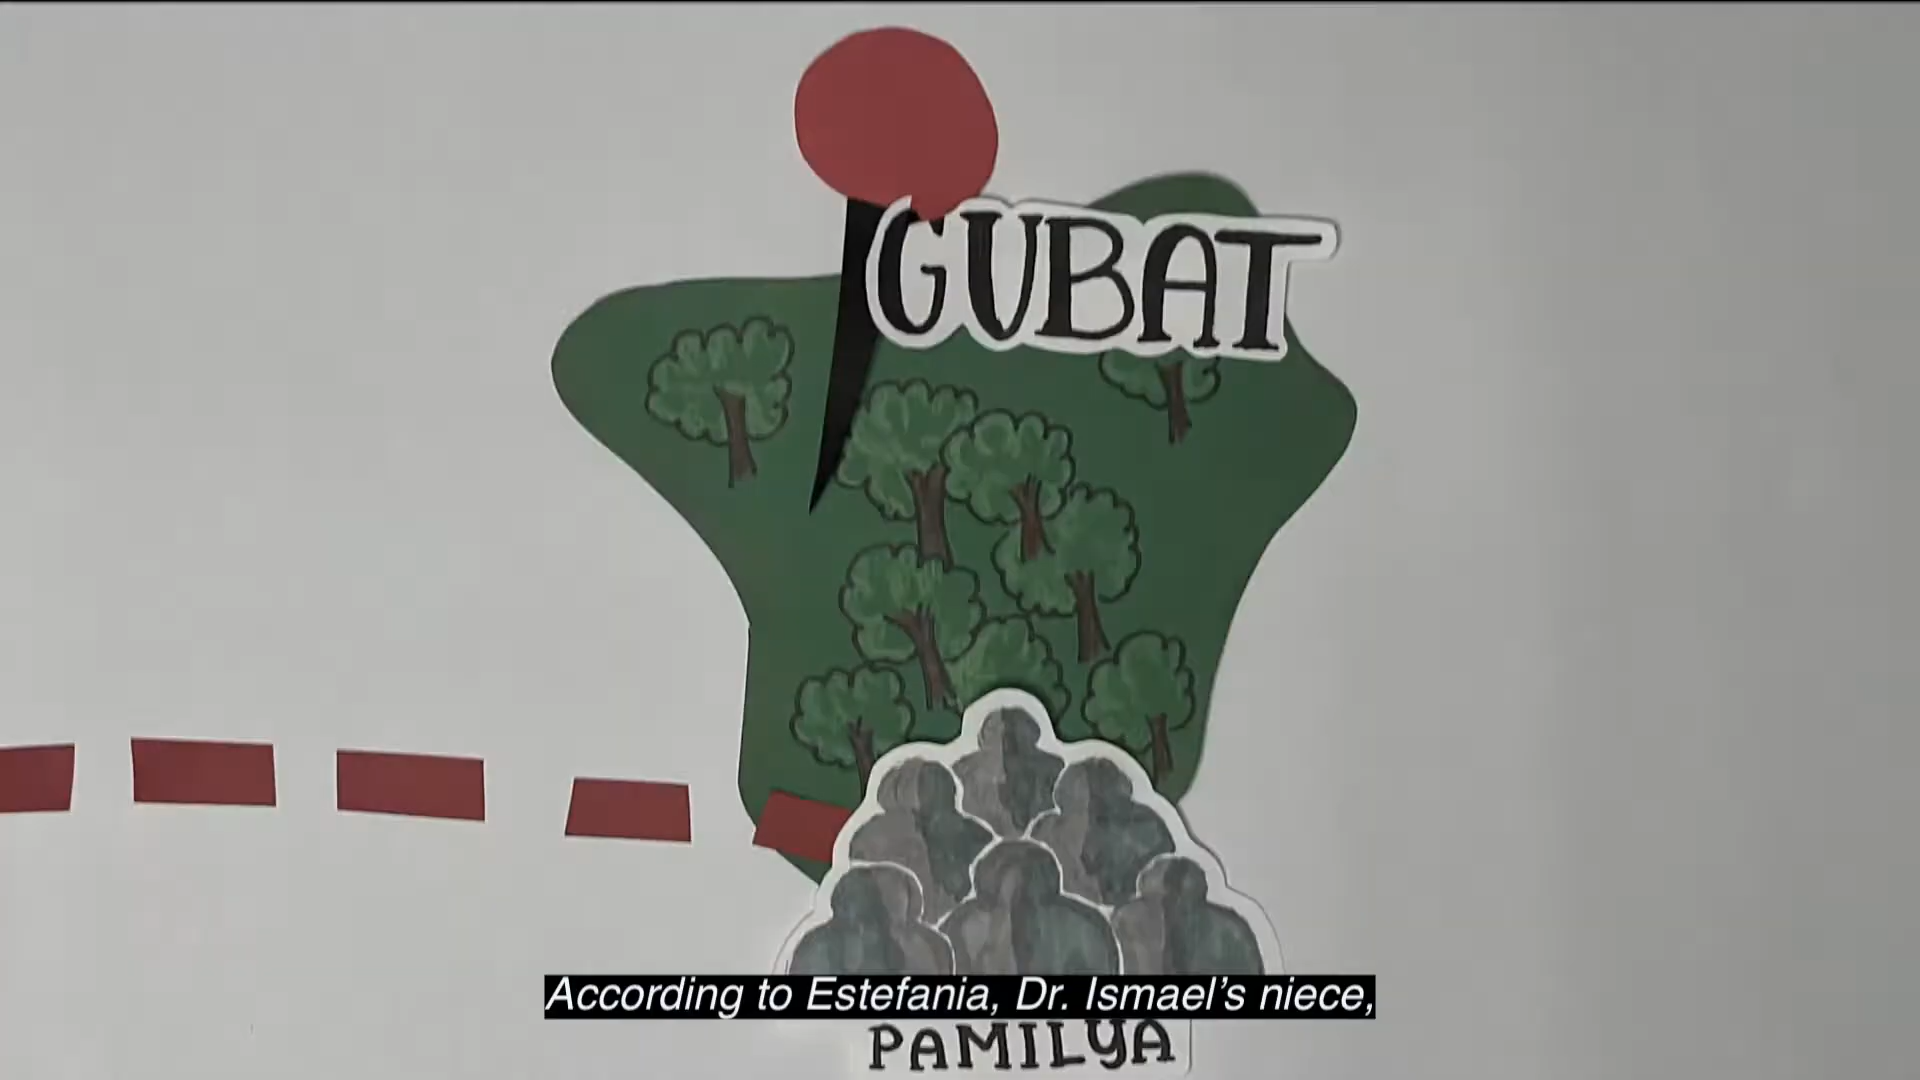 GUBAT
According to Estefania, Dr. Ismael's niece,
PAMILYA